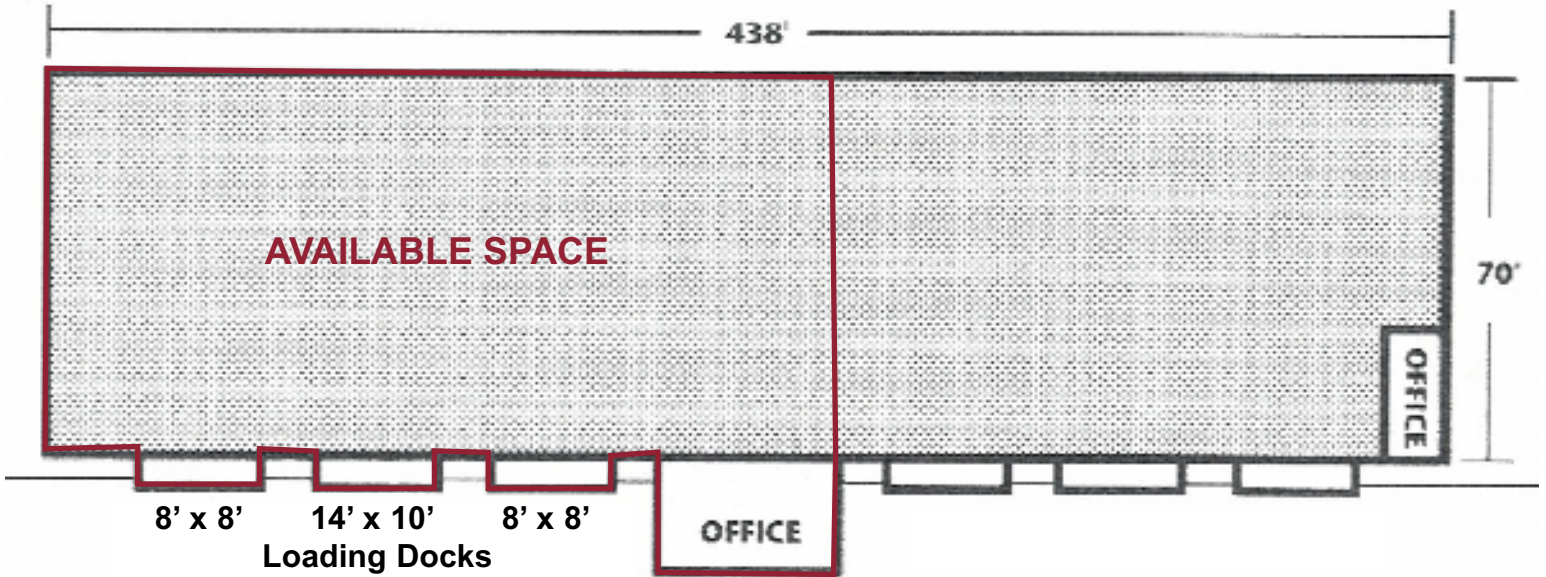 438'
AVAILABLE SPACE
70'
OFFICE
8’ x 8’ 14’ x 10’ 8’ x 8’
Loading Docks
OFFICE